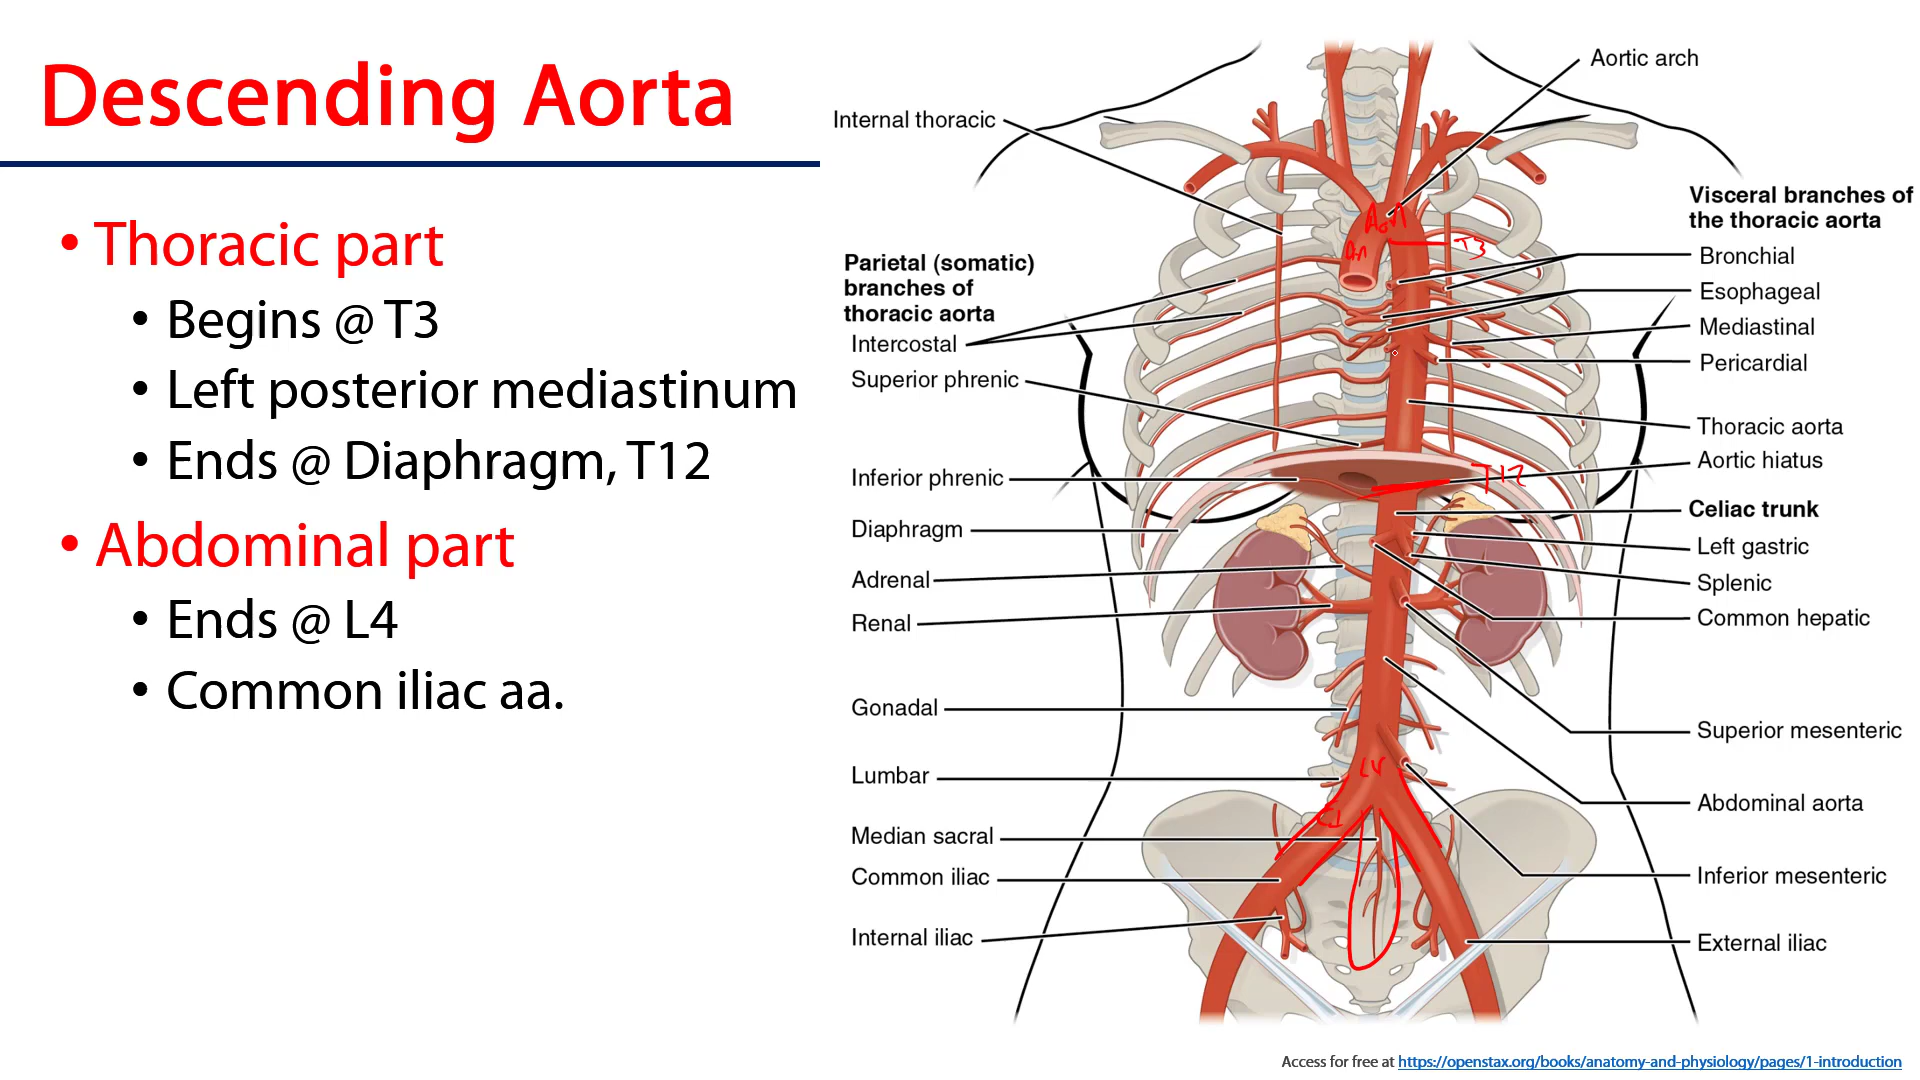 Descending Aorta
• Thoracic part
• Begins @ T3
• Left posterior mediastinum
• Ends @ Diaphragm, T12
• Abdominal part
• Ends @ L4
• Common iliac aa.
Internal thoracic
Parietal (somatic)
branches of
thoracic aorta
Intercostal
Superior phrenic
Inferior phrenic
Diaphragm
Adrenal
Renal
Gonadal
Lumbar
Median sacral
Common iliac
Internal iliac
Aortic arch
Visceral branches of
the thoracic aorta
Bronchial
Esophageal
Mediastinal
Pericardial
Thoracic aorta
Aortic hiatus
Celiac trunk
Left gastric
Splenic
Common hepatic
Superior mesenteric
Abdominal aorta
Inferior mesenteric
External iliac
T3
T12
Access for free at https://openstax.org/books/anatomy-and-physiology/pages/1-introduction